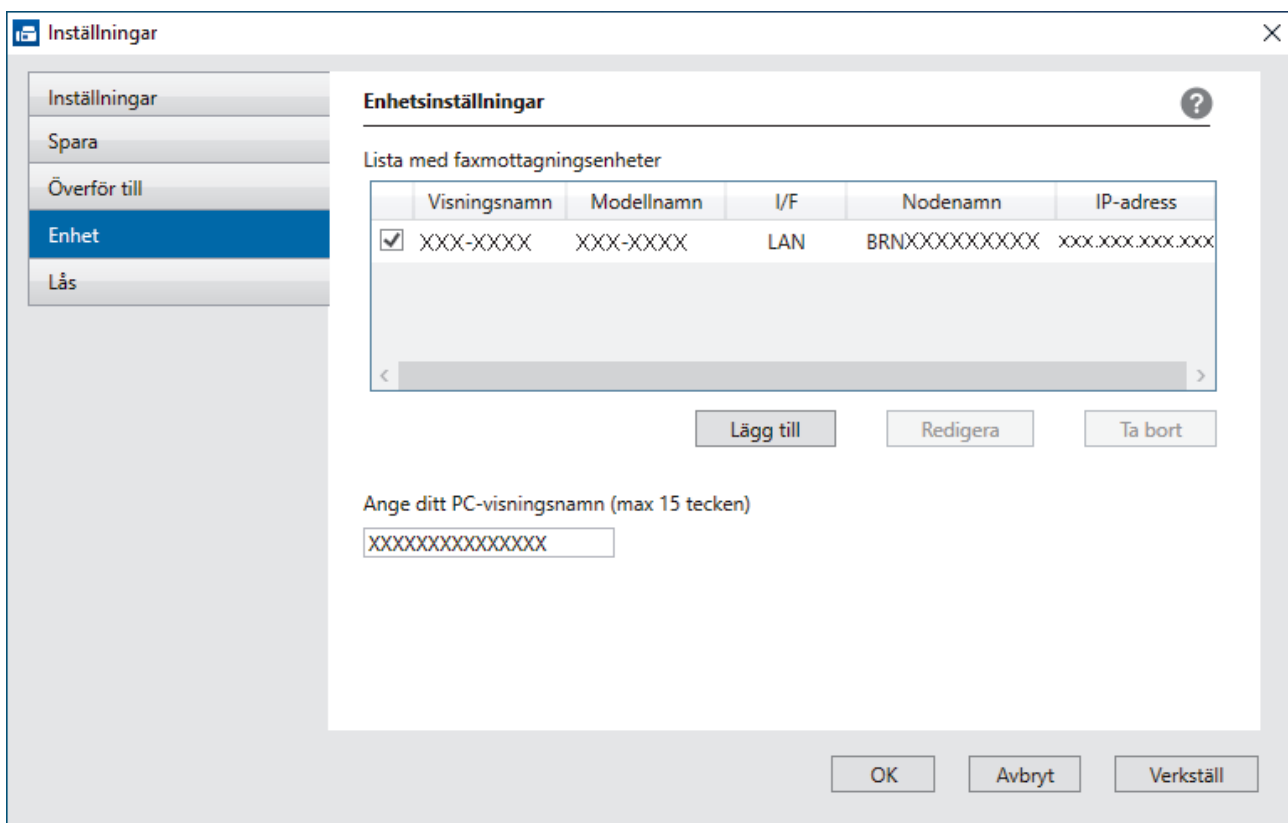 Inställningar
Inställningar
Spara
Överför till
Enhet
Lås
Enhetsinställningar
?
Lista med faxmottagningsenheter
Visningsnamn Modellnamn I/F Nodenamn IP-adress
XXX-XXXX XXX-XXXX LAN BRNXXXXXXXXX XXX.XXX.XXX.XXX
Lägg till Redigera Ta bort
Ange ditt PC-visningsnamn (max 15 tecken)
XXXXXXXXXXXXXXX
OK Avbryt Verkställ